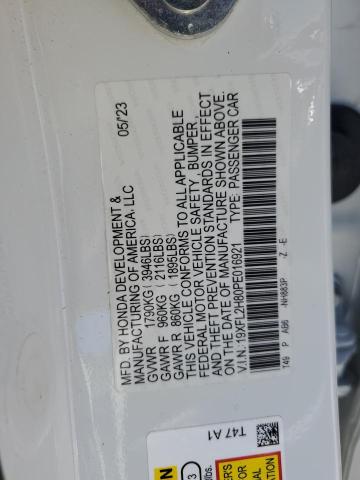 MFD. BY HONDA DEVELOPMENT &
MANUFACTURING OF AMERICA, LLC 05/'23
GVWR 1790KG (3946LBS)
GAWR F 960KG (2116LBS)
GAWR R 860KG (1895LBS)
THIS VEHICLE CONFORMS TO ALL APPLICABLE
FEDERAL MOTOR VEHICLE SAFETY, BUMPER,
AND THEFT PREVENTION STANDARDS IN EFFECT
ON THE DATE OF MANUFACTURE SHOWN ABOVE.
V.I.N. 19XFL2H80PE016921 TYPE: PASSENGER CAR
T49 P AB6 -NH883P -Z -E
T47 A1